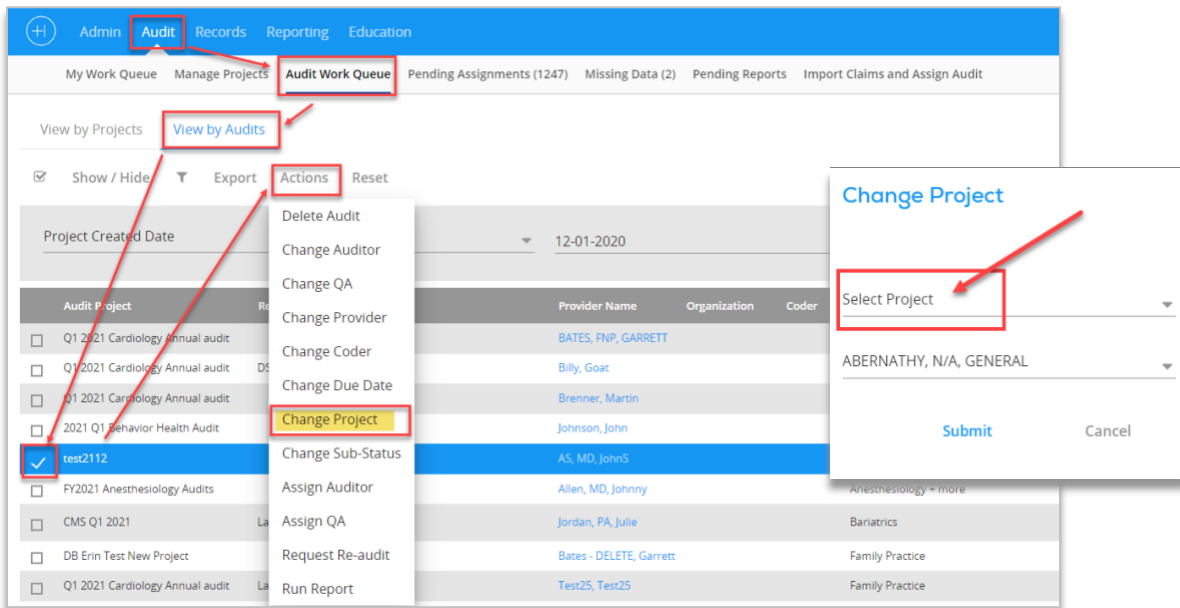 Admin Audit Records Reporting Education
My Work Queue Manage Projects Audit Work Queue Pending Assignments (1247) Missing Data (2) Pending Reports Import Claims and Assign Audit
View by Projects View by Audits
Show / Hide Export Actions Reset
Delete Audit
Change Auditor
Change QA
Change Provider
Change Coder
Change Due Date
Change Project
Change Sub-Status
Assign Auditor
Assign QA
Request Re-audit
Run Report
Project Created Date 12-01-2020
Audit Project Provider Name Organization Coder
Q1 2021 Cardiology Annual audit BATES, FNP, GARRETT
Q1 2021 Cardiology Annual audit Billy, Goat
Q1 2021 Cardiology Annual audit Brenner, Martin
2021 Q1 Behavior Health Audit Johnson, John
test2112 AS, MD, JohnS
FY2021 Anesthesiology Audits Allen, MD, Johnny Anesthesiology + more
CMS Q1 2021 Jordan, PA, Julie Bariatrics
DB Erin Test New Project Bates - DELETE, Garrett Family Practice
Q1 2021 Cardiology Annual audit Test25, Test25 Family Practice
Change Project
Select Project
ABERNATHY, N/A, GENERAL
Submit Cancel